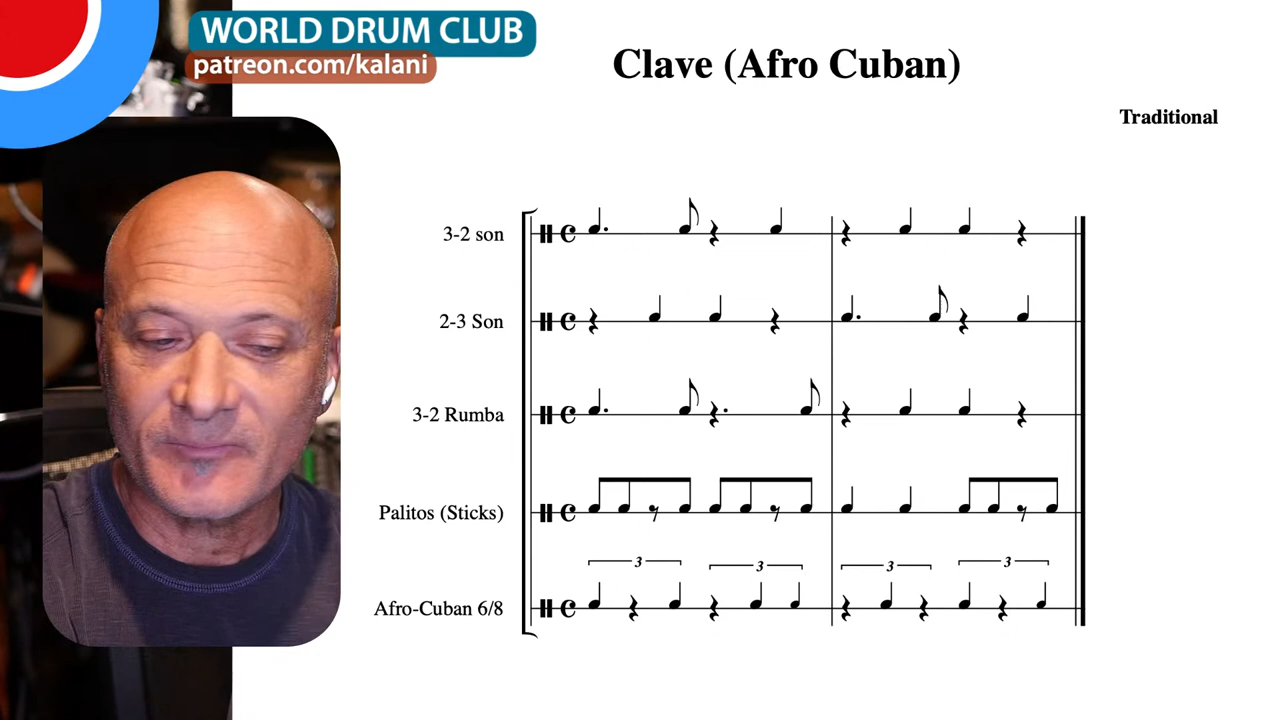 WORLD DRUM CLUB
patreon.com/kalani
Clave (Afro Cuban)
Traditional
3-2 son
2-3 Son
3-2 Rumba
Palitos (Sticks)
3 3 3 3
Afro-Cuban 6/8